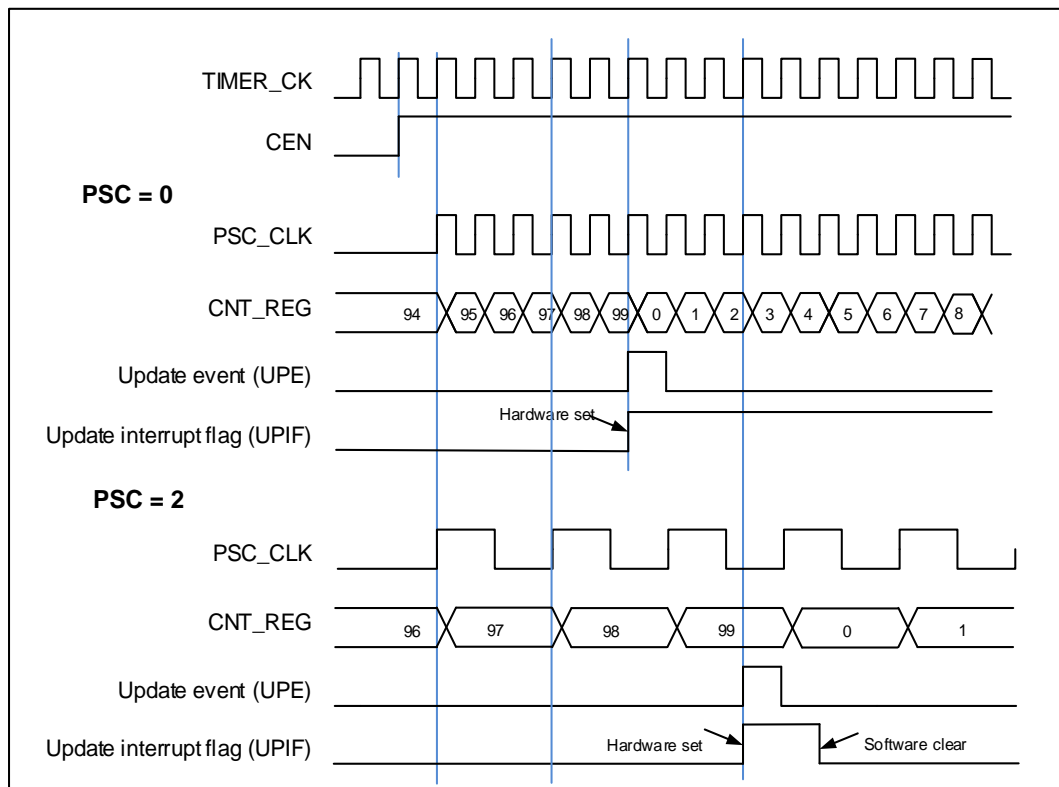 TIMER_CK
CEN
PSC = 0
PSC_CLK
CNT_REG 94 95 96 97 98 99 0 1 2 3 4 5 6 7 8
Update event (UPE)
Hardware set
Update interrupt flag (UPIF)
PSC = 2
PSC_CLK
CNT_REG 96 97 98 99 0 1
Update event (UPE)
Update interrupt flag (UPIF) Hardware set Software clear